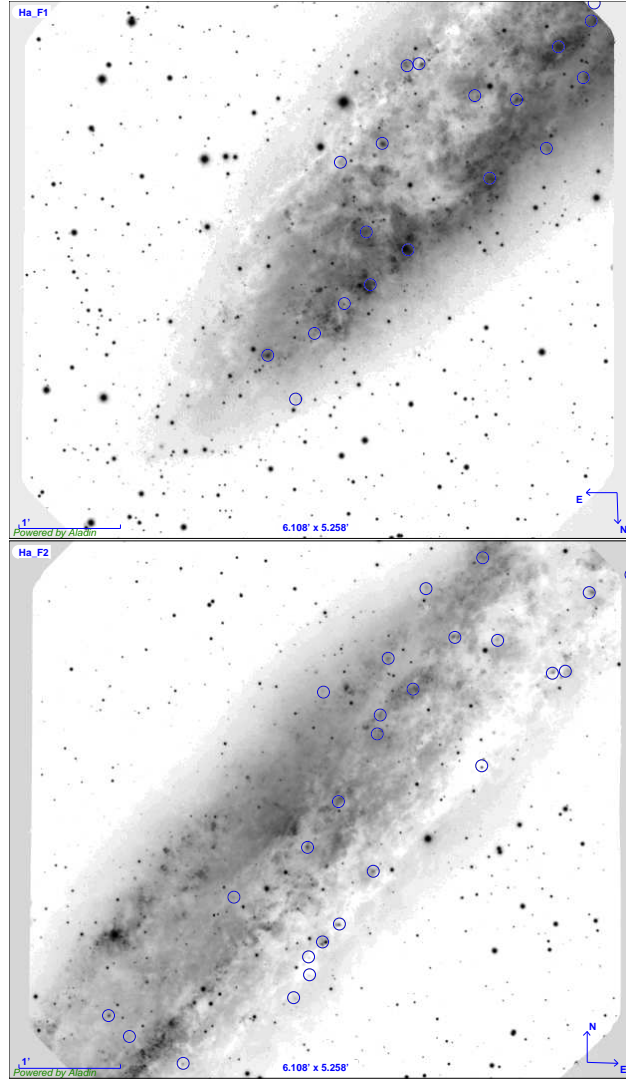 Ha_F1
E
N
1'
6.108' x 5.258'
Powered by Aladin
Ha_F2
N
E
1'
6.108' x 5.258'
Powered by Aladin